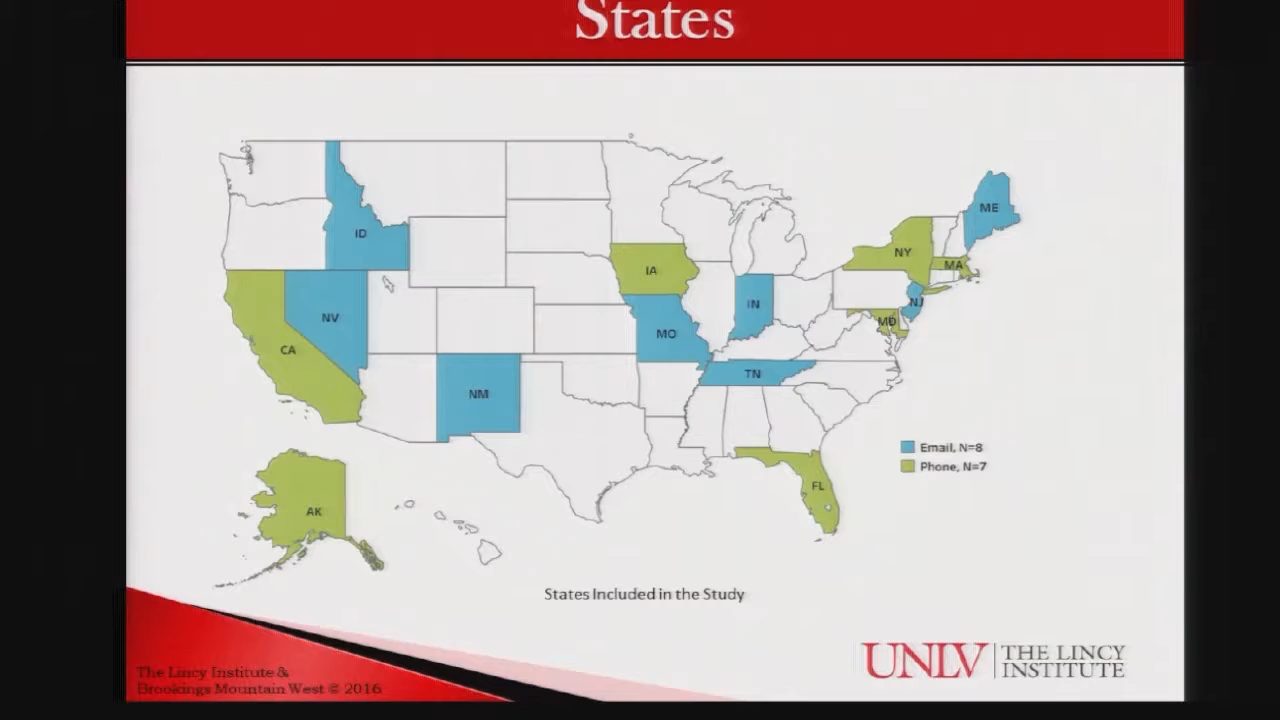 States
ME
ID
NY
MA
IA
IN
NJ
NV
MD
MO
CA
TN
NM
Email, N=8
Phone, N=7
FL
AK
States Included in the Study
UNLV THE LINCY
INSTITUTE
The Lincy Institute &
Brookings Mountain West © 2016